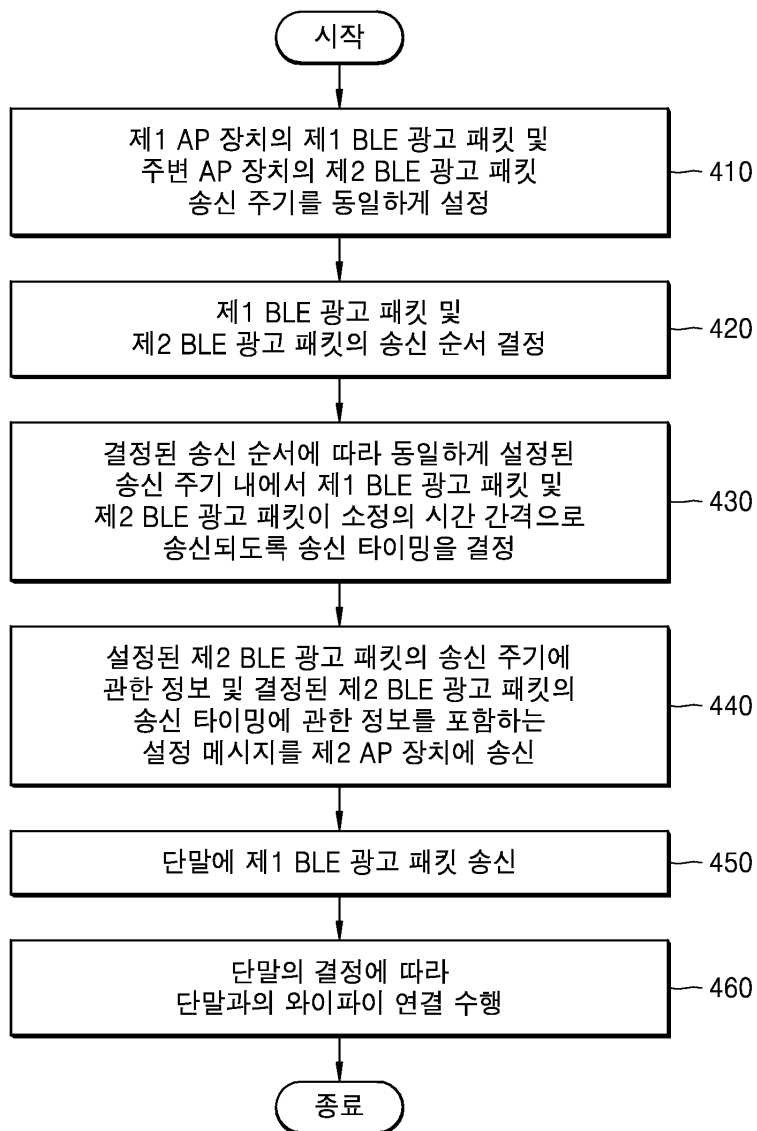 시작
제1 AP 장치의 제1 BLE 광고 패킷 및
주변 AP 장치의 제2 BLE 광고 패킷
송신 주기를 동일하게 설정
410
제1 BLE 광고 패킷 및
제2 BLE 광고 패킷의 송신 순서 결정
420
결정된 송신 순서에 따라 동일하게 설정된
송신 주기 내에서 제1 BLE 광고 패킷 및
제2 BLE 광고 패킷이 소정의 시간 간격으로
송신되도록 송신 타이밍을 결정
430
설정된 제2 BLE 광고 패킷의 송신 주기에
관한 정보 및 결정된 제2 BLE 광고 패킷의
송신 타이밍에 관한 정보를 포함하는
설정 메시지를 제2 AP 장치에 송신
440
단말에 제1 BLE 광고 패킷 송신
450
단말의 결정에 따라
단말과의 와이파이 연결 수행
460
종료